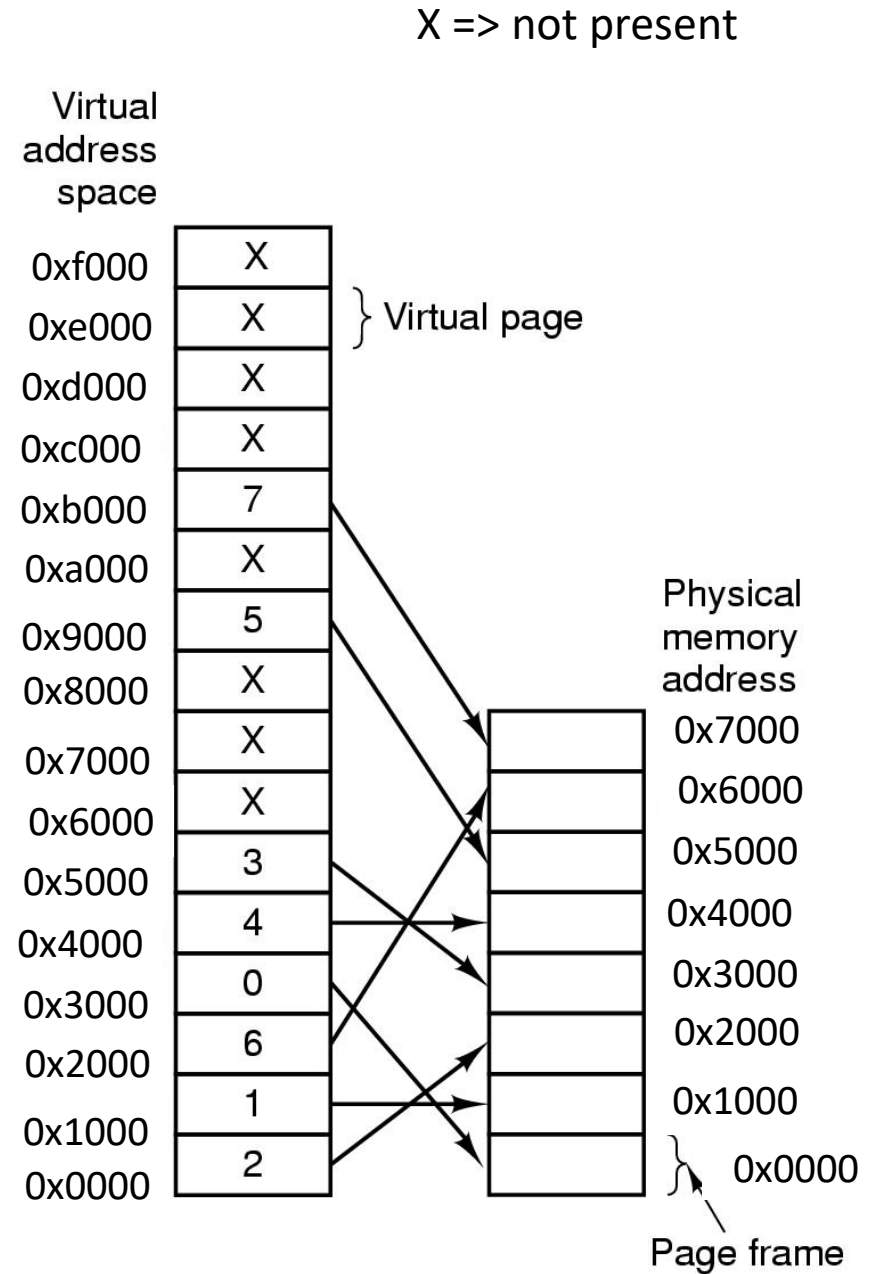 X => not present
Virtual
address
space
0xf000 X
0xe000 X Virtual page
0xd000 X
0xc000 X
0xb000 7
0xa000 X
0x9000 5
0x8000 X
0x7000 X
0x6000 X
0x5000 3
0x4000 4
0x3000 0
0x2000 6
0x1000 1
0x0000 2
Physical
memory
address
0x7000
0x6000
0x5000
0x4000
0x3000
0x2000
0x1000
0x0000
Page frame